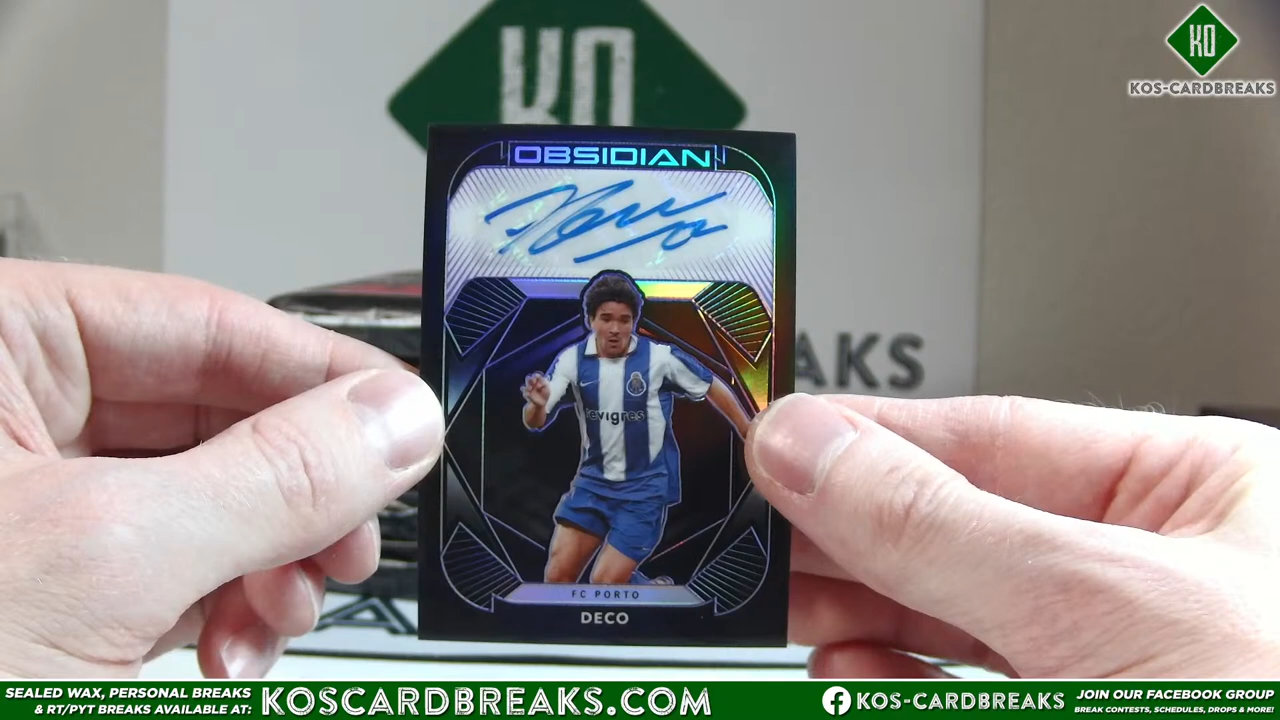 KO
KOS-CARDBREAKS
KO
OBSIDIAN
AKS
revigres
FC PORTO
DECO
SEALED WAX, PERSONAL BREAKS
& RT/PYT BREAKS AVAILABLE AT:
KOSCARDBREAKS.COM
KOS-CARDBREAKS
JOIN OUR FACEBOOK GROUP
BREAK CONTESTS, SCHEDULES, DROPS & MORE!